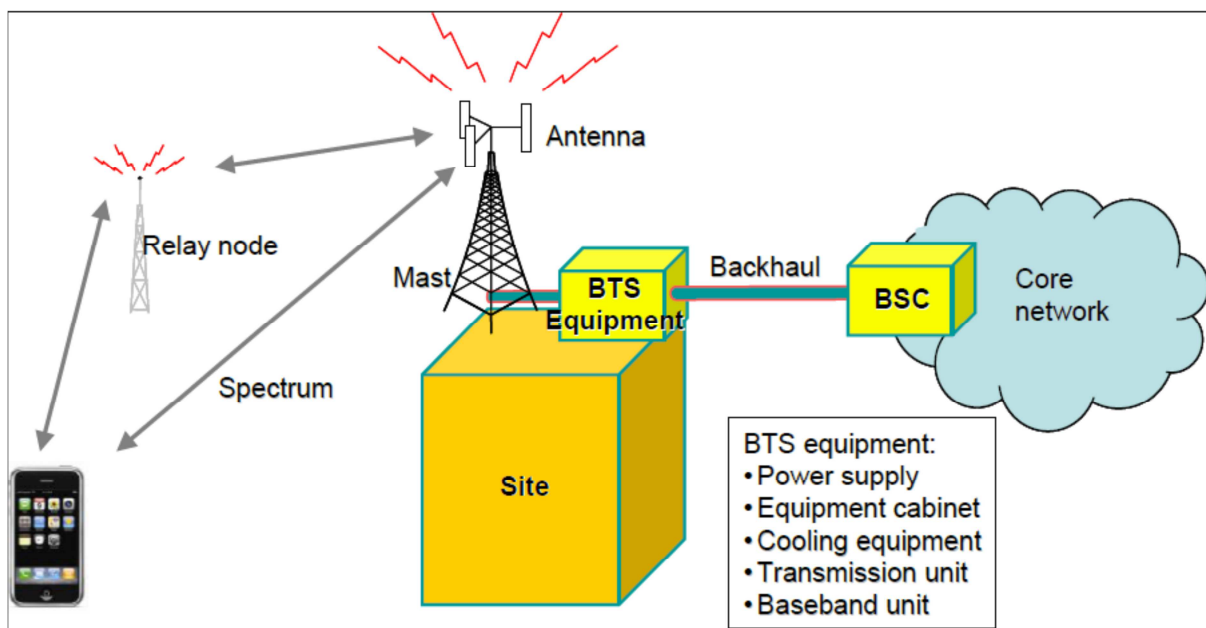 Antenna
Relay node
Mast
BTS
Equipment
Backhaul
BSC
Core
network
Spectrum
Site
BTS equipment:
•Power supply
•Equipment cabinet
•Cooling equipment
•Transmission unit
•Baseband unit